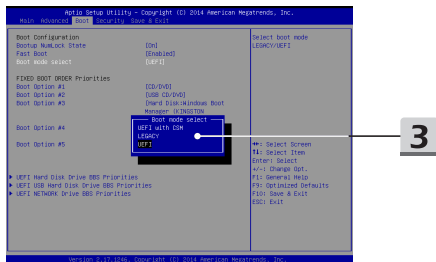 Aptio Setup Utility – Copyright (C) 2014 American Megatrends, Inc.
Main Advanced Boot Security Save & Exit
Boot Configuration
Bootup NumLock State [On]
Fast Boot [Enabled]
Boot mode select [UEFI]
FIXED BOOT ORDER Priorities
Boot Option #1 [CD/DVD]
Boot Option #2 [USB CD/DVD]
Boot Option #3 [Hard Disk:Windows Boot
Manager (KINGSTON
Boot Option #4
Boot Option #5
Boot mode select
UEFI with CSM
LEGACY
UEFI
UEFI Hard Disk Drive BBS Priorities
UEFI USB Hard Disk Drive BBS Priorities
UEFI NETWORK Drive BBS Priorities
Select boot mode
LEGACY/UEFI
: Select Screen
: Select Item
Enter: Select
+/-: Change Opt.
F1: General Help
F9: Optimized Defaults
F10: Save & Exit
ESC: Exit
Version 2.17.1246. Copyright (C) 2014 American Megatrends, Inc.
3